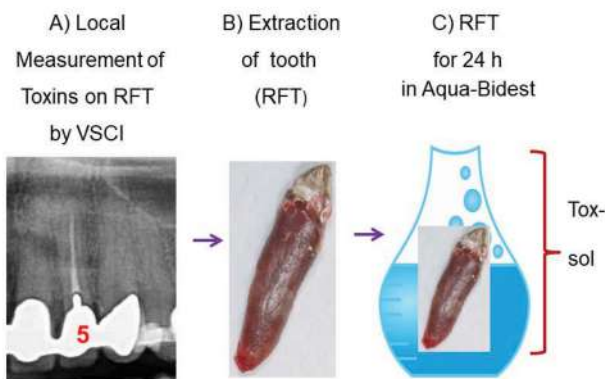 A) Local
Measurement of
Toxins on RFT
by VSCI
B) Extraction
of tooth
(RFT)
C) RFT
for 24 h
in Aqua-Bidest
5
Tox-
sol